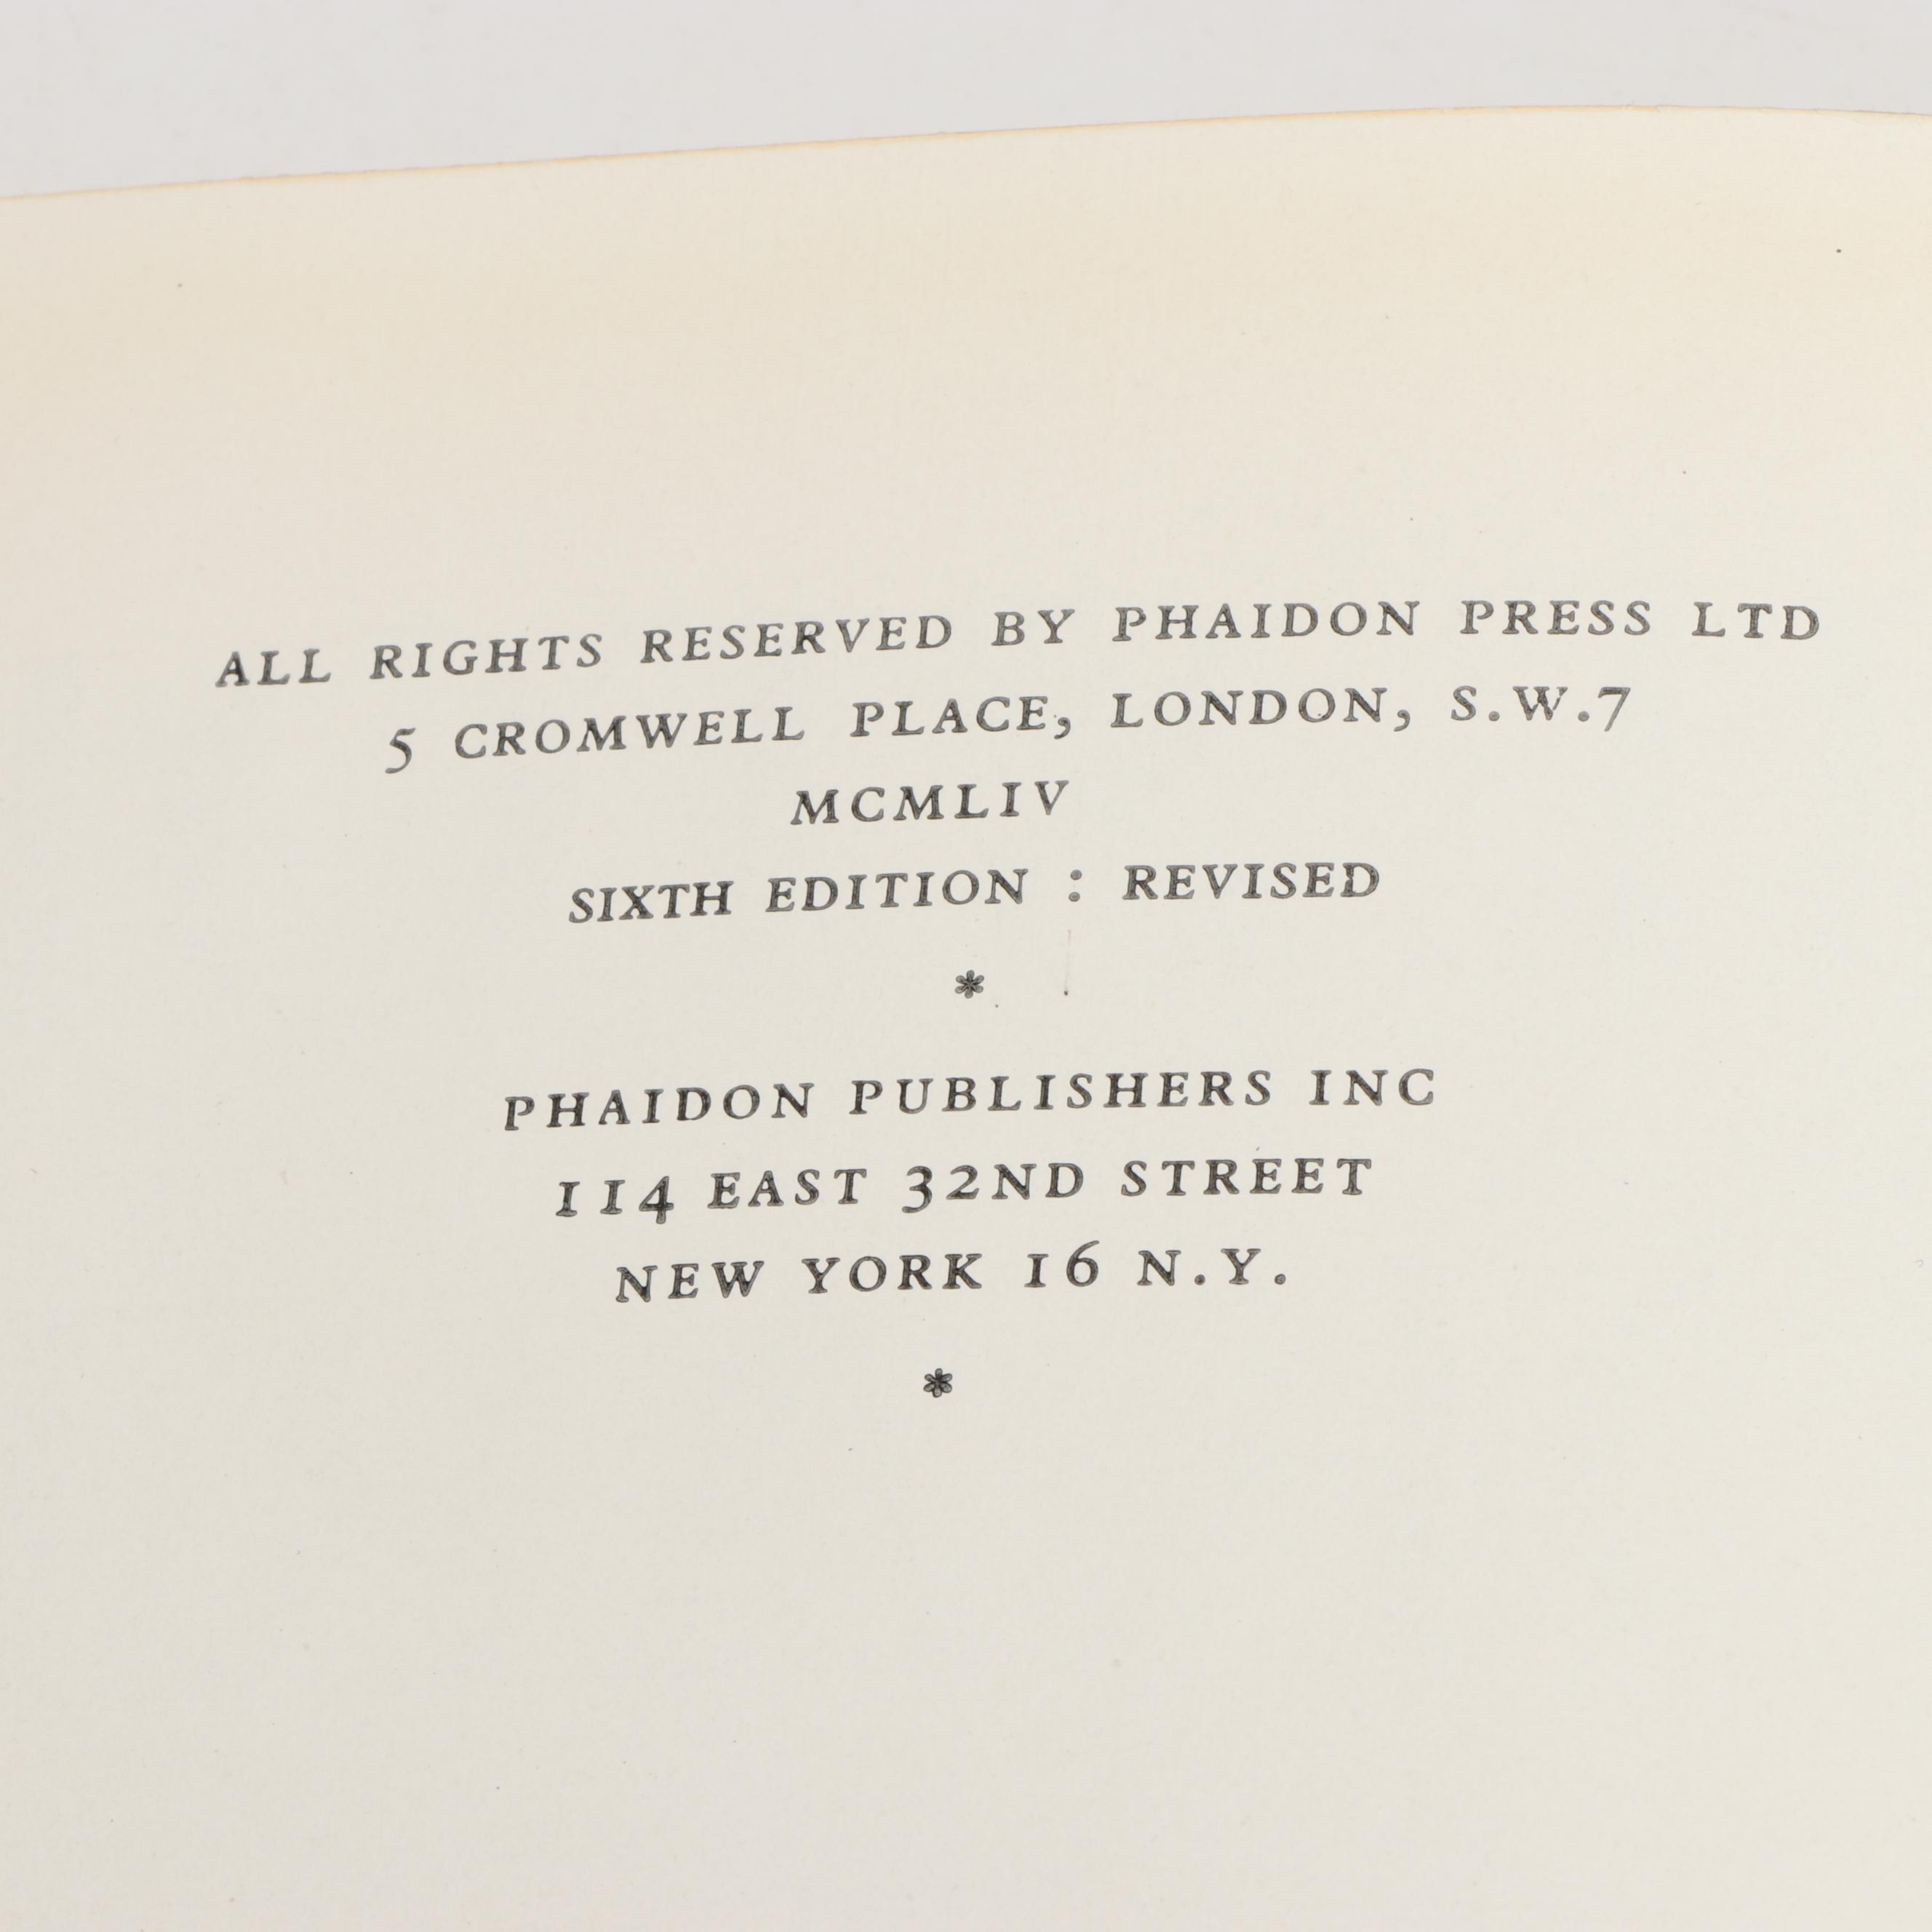 ALL RIGHTS RESERVED BY PHAIDON PRESS LTD
5 CROMWELL PLACE, LONDON, S.W.7
MCMLIV
SIXTH EDITION : REVISED
*
PHAIDON PUBLISHERS INC
114 EAST 32ND STREET
NEW YORK 16 N.Y.
*